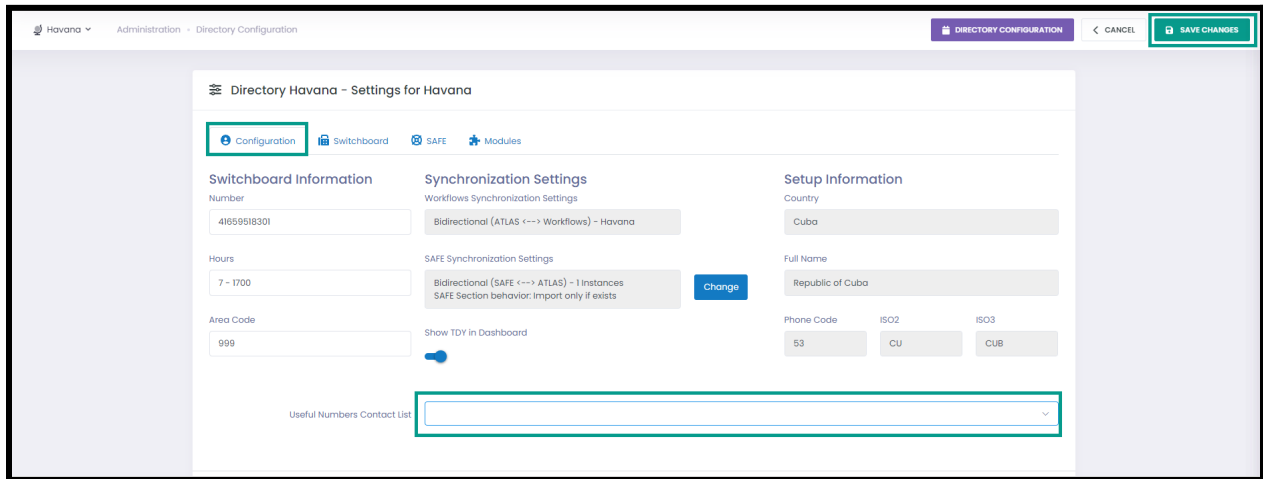 Havana
Administration • Directory Configuration
DIRECTORY CONFIGURATION
CANCEL
SAVE CHANGES
Directory Havana - Settings for Havana
Configuration
Switchboard
SAFE
Modules
Switchboard Information
Number
41659518301
Hours
7 - 1700
Area Code
999
Synchronization Settings
Workflows Synchronization Settings
Bidirectional (ATLAS <--> Workflows) - Havana
SAFE Synchronization Settings
Bidirectional (SAFE <--> ATLAS) - 1 Instances
SAFE Section behavior: Import only if exists
Change
Show TDY in Dashboard
Setup Information
Country
Cuba
Full Name
Republic of Cuba
Phone Code
53
ISO2
CU
ISO3
CUB
Useful Numbers Contact List